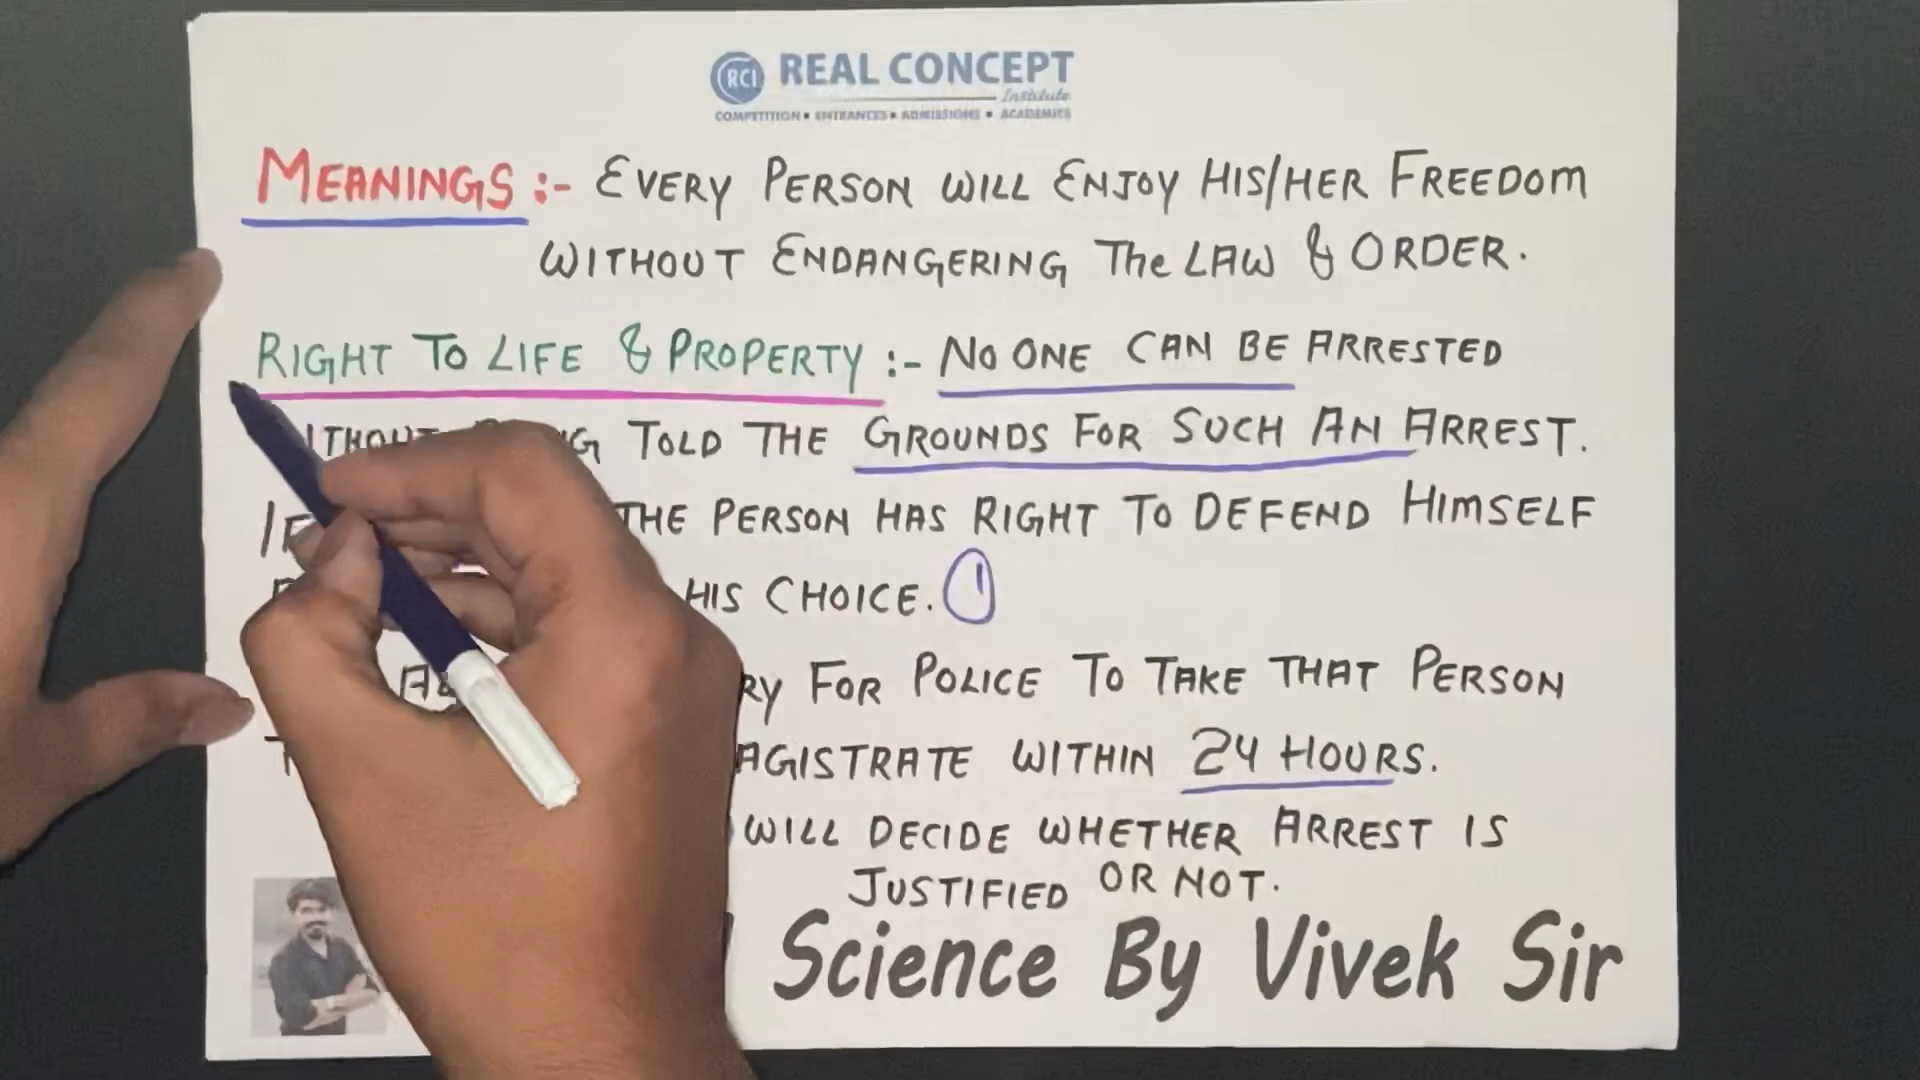 RCI REAL CONCEPT
Institute
COMPETITION • ENTRANCES • ADMISSIONS • ACADEMICS
MEANINGS :- EVERY PERSON WILL ENJOY HIS/HER FREEDOM
WITHOUT ENDANGERING The LAW & ORDER.
RIGHT TO LIFE & PROPERTY :- NO ONE CAN BE ARRESTED
TOLD THE GROUNDS FOR SUCH AN ARREST.
THE PERSON HAS RIGHT TO DEFEND HIMSELF
HIS CHOICE. 1
FOR POLICE TO TAKE THAT PERSON
WITHIN 24 HOURS.
WILL DECIDE WHETHER ARREST IS
JUSTIFIED OR NOT.
Science By Vivek Sir